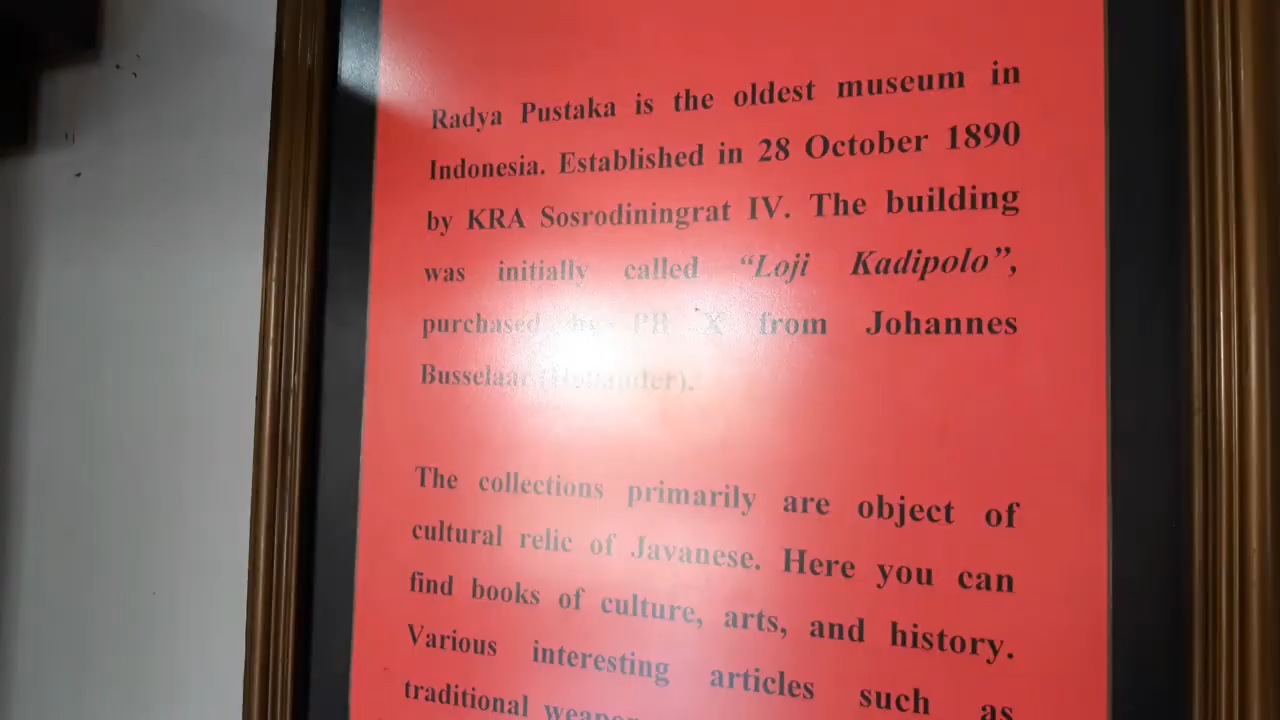 Radya Pustaka is the oldest museum in
Indonesia. Established in 28 October 1890
by KRA Sosrodiningrat IV. The building
was initially called “Loji Kadipolo”,
purchased by PB X from Johannes
Busselaar (Hollander).
The collections primarily are object of
cultural relic of Javanese. Here you can
find books of culture, arts, and history.
Various interesting articles such as
traditional